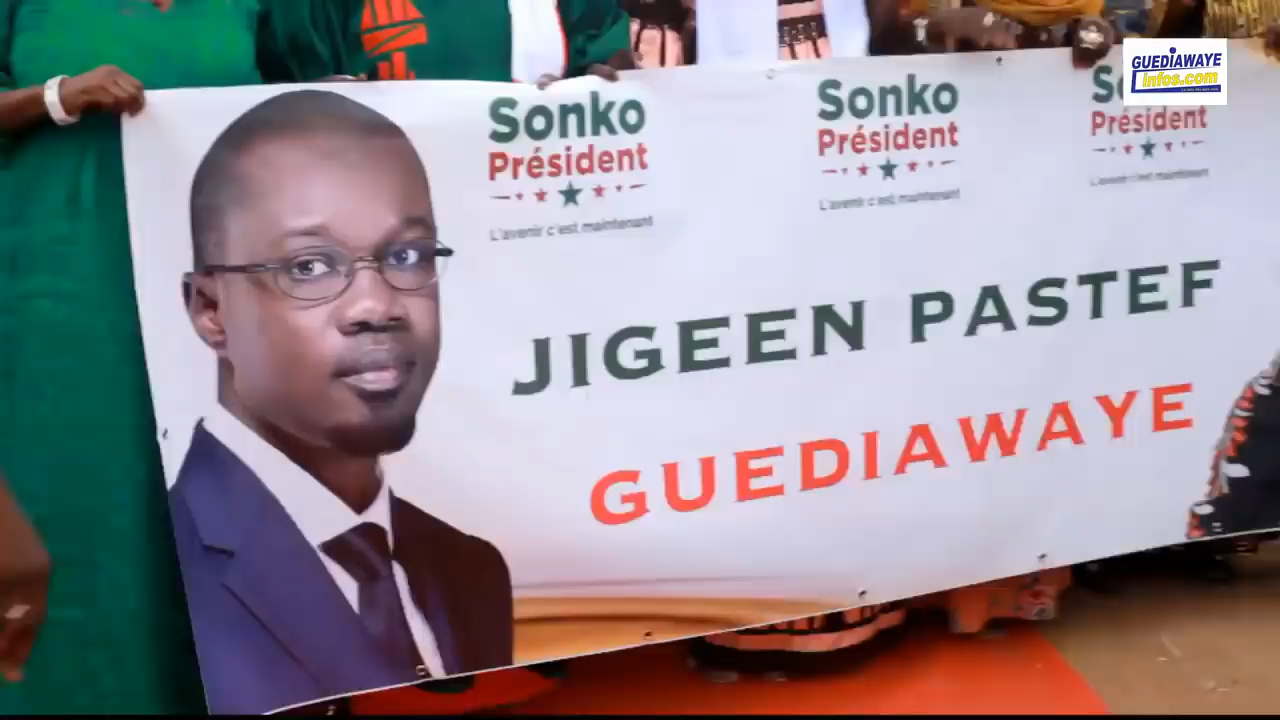 GUEDIAWAYE
infos.com
Sonko
Président
L'avenir c'est maintenant
Sonko
Président
L'avenir c'est maintenant
Président
L'avenir c'est maintenant
JIGEEN PASTEF
GUEDIAWAYE